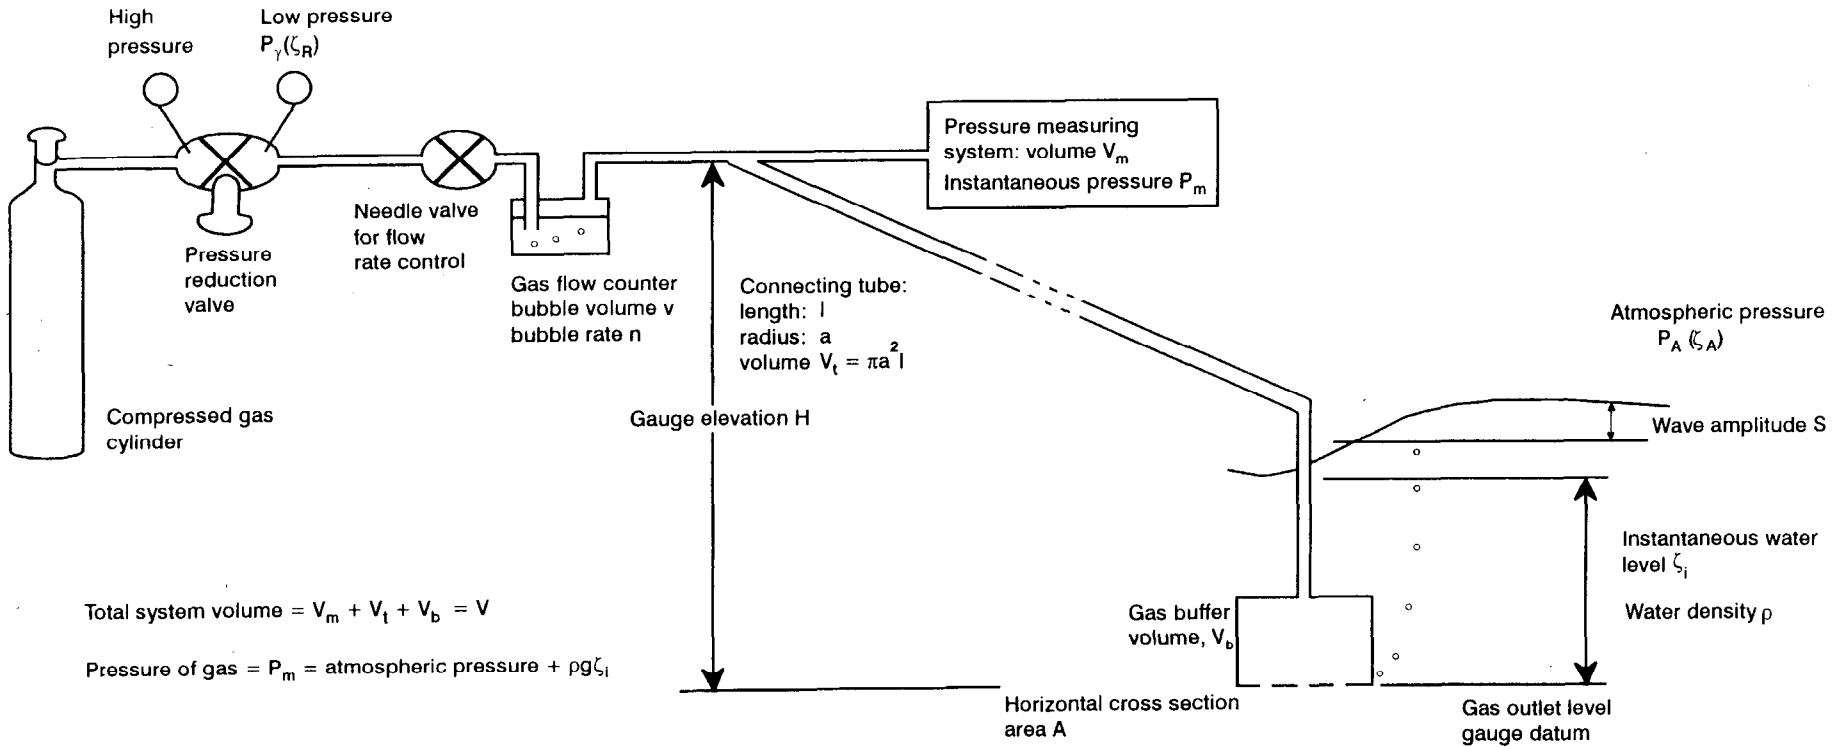 High
pressure
Low pressure
Pγ(ζR)
Pressure
reduction
valve
Needle valve
for flow
rate control
Gas flow counter
bubble volume v
bubble rate n
Pressure measuring
system: volume Vm
Instantaneous pressure Pm
Connecting tube:
length: l
radius: a
volume Vt = πa²l
Gauge elevation H
Compressed gas
cylinder
Atmospheric pressure
PA (ζA)
Wave amplitude S
Instantaneous water
level ζi
Water density ρ
Gas buffer
volume, Vb
Total system volume = Vm + Vt + Vb = V
Pressure of gas = Pm = atmospheric pressure + ρgζi
Horizontal cross section
area A
Gas outlet level
gauge datum